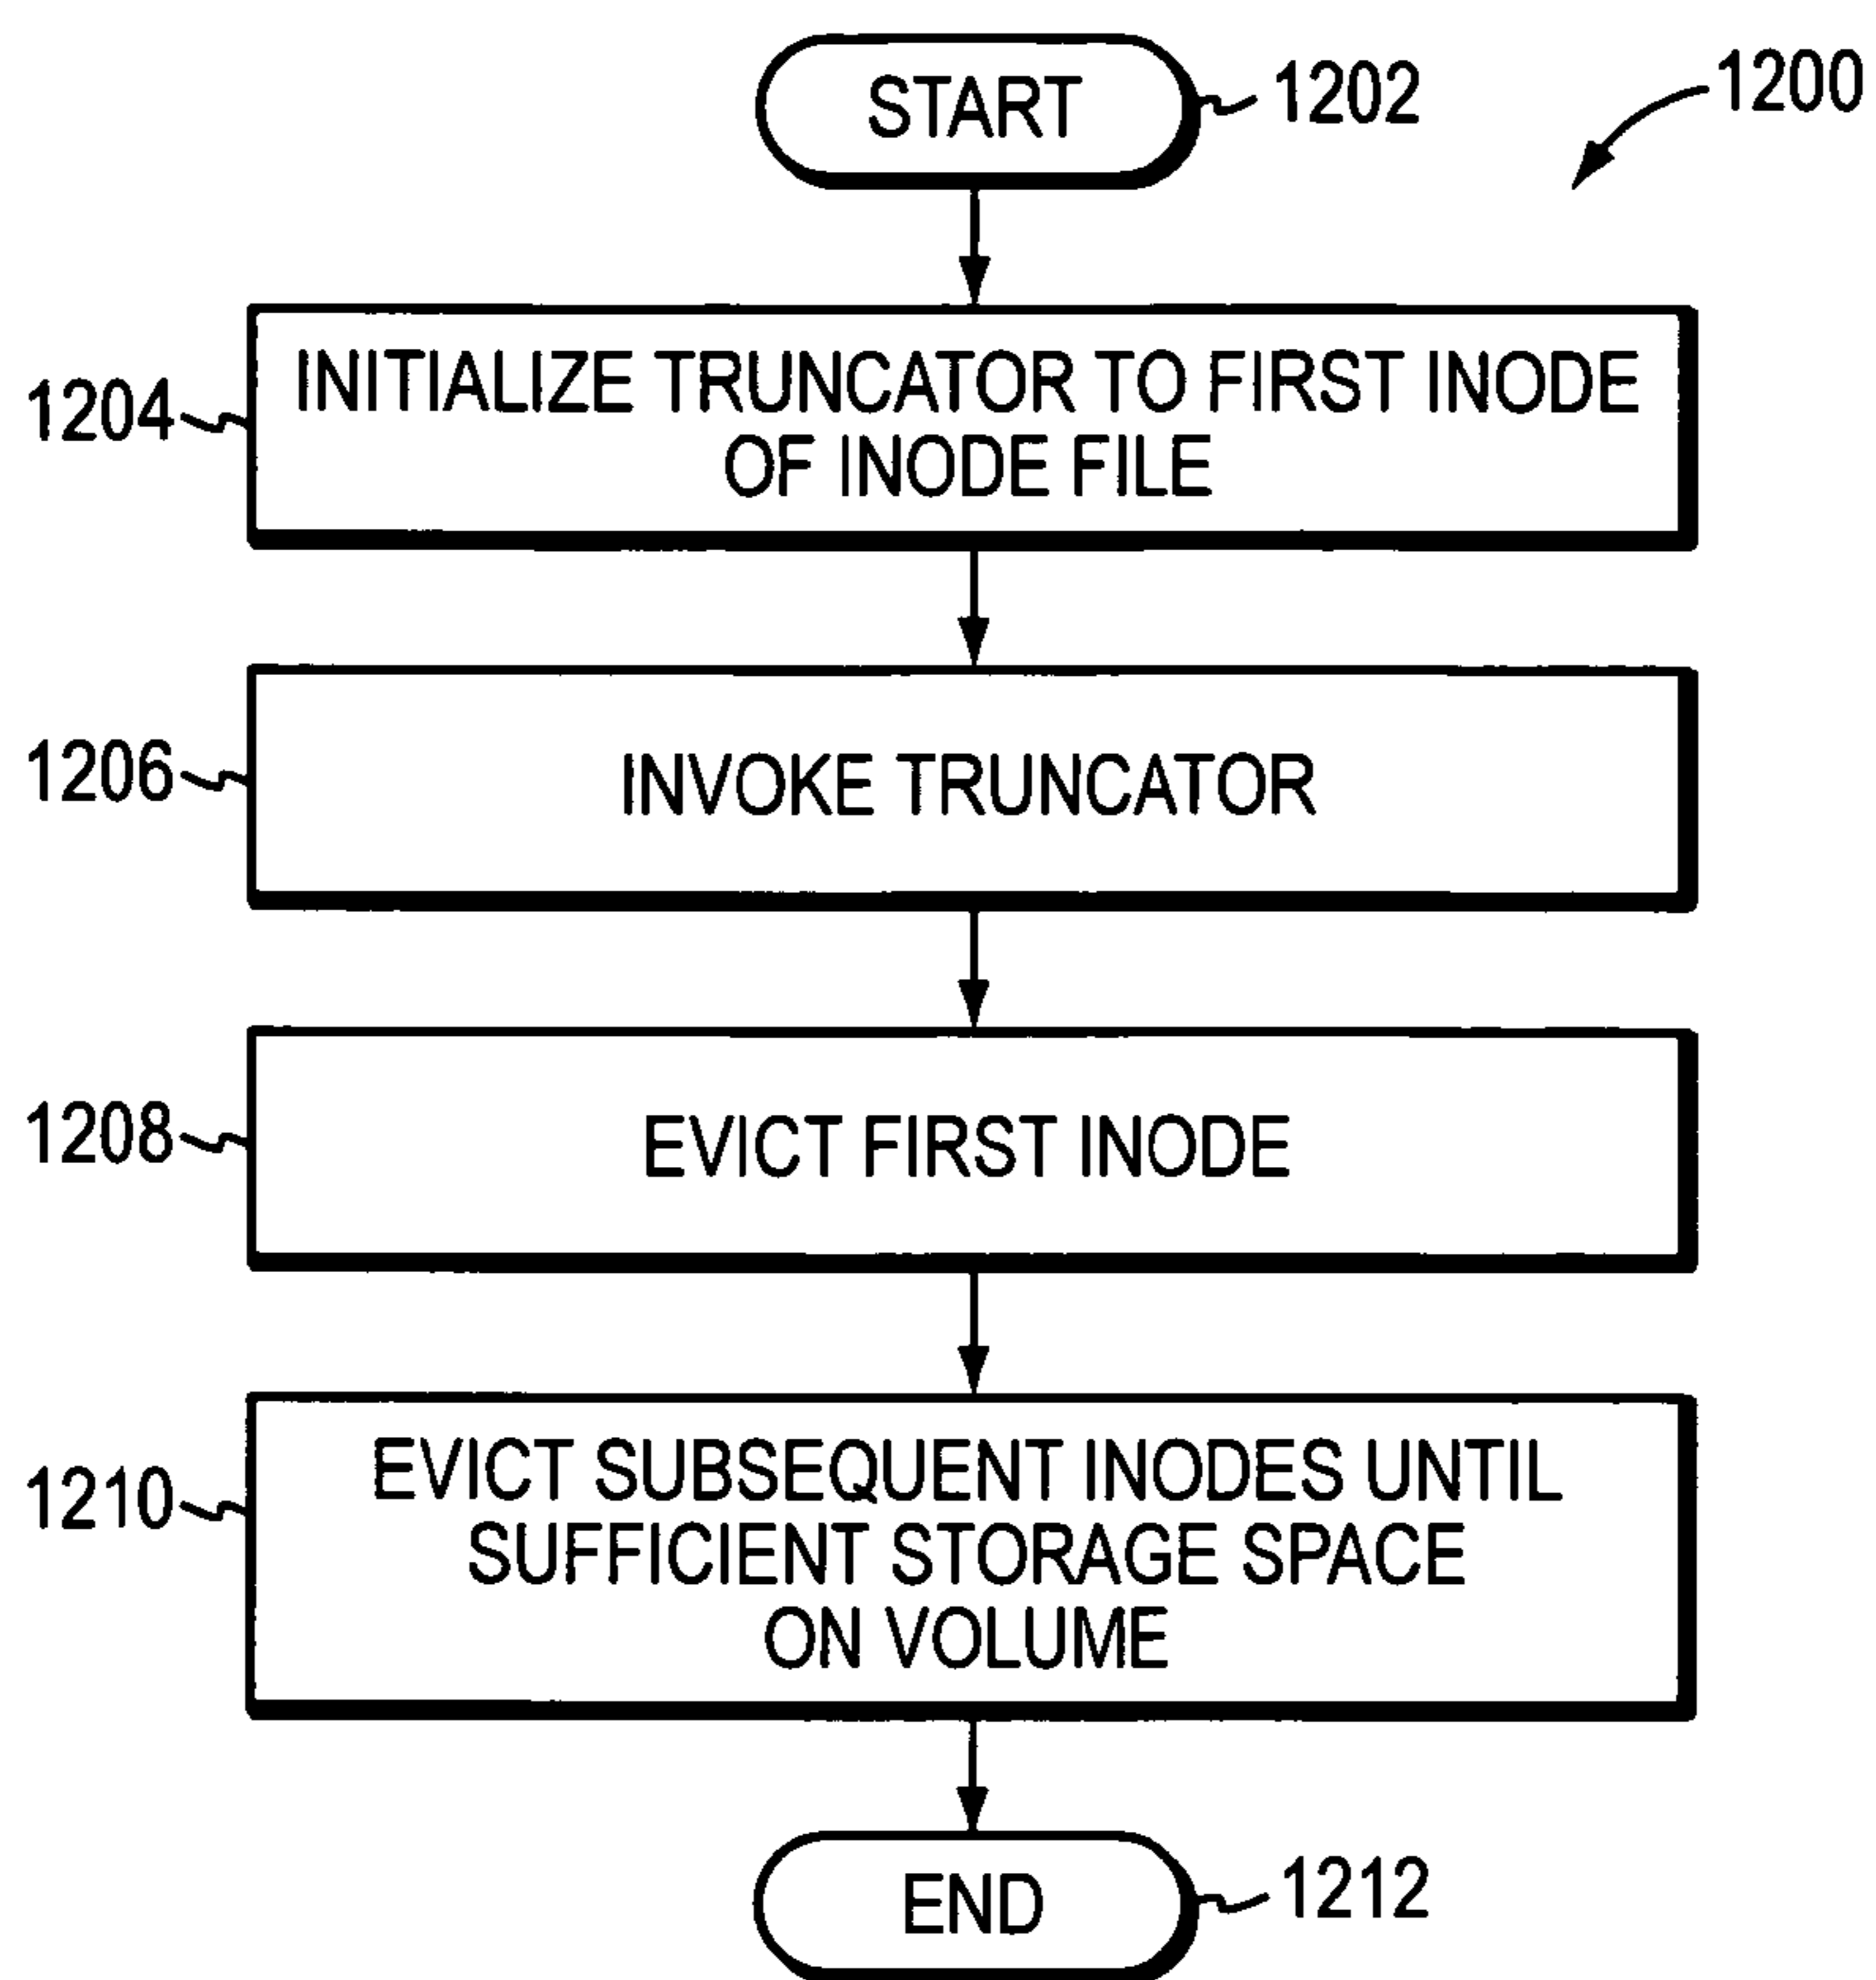 START
1202
1200
1204
INITIALIZE TRUNCATOR TO FIRST INODE
OF INODE FILE
1206
INVOKE TRUNCATOR
1208
EVICT FIRST INODE
1210
EVICT SUBSEQUENT INODES UNTIL
SUFFICIENT STORAGE SPACE
ON VOLUME
END
1212